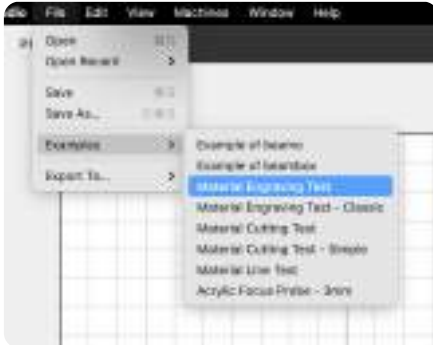 File Edit View Machines Window Help
Open
Open Recent
Save
Save As...
Examples
Export To...
Example of beamo
Example of beambox
Material Engraving Test
Material Engraving Test - Classic
Material Cutting Test
Material Cutting Test - Simple
Material Line Test
Acrylic Focus Probe - 3mm